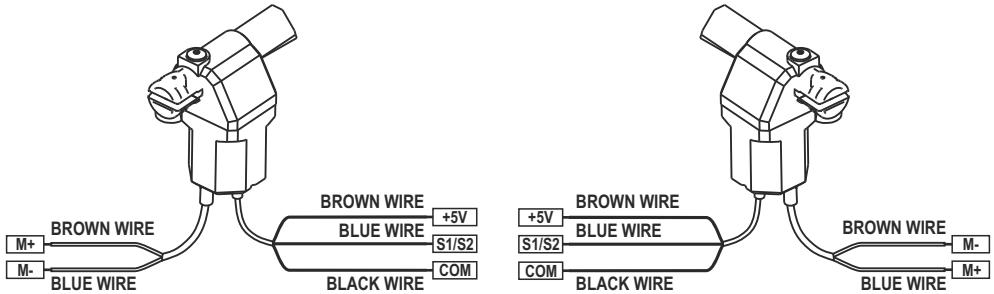 BROWN WIRE
M+
M-
BLUE WIRE
BROWN WIRE
+5V
BLUE WIRE
S1/S2
COM
BLACK WIRE
BROWN WIRE
+5V
BLUE WIRE
S1/S2
COM
BLACK WIRE
BROWN WIRE
M-
M+
BLUE WIRE